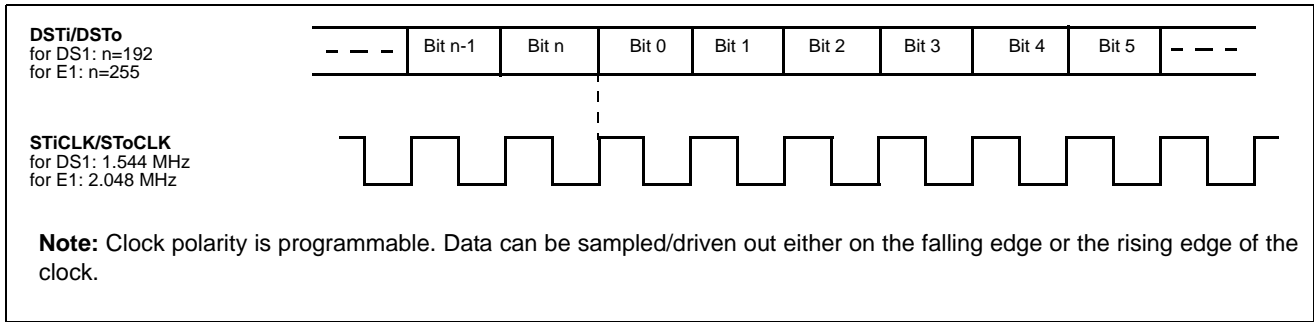 DSTi/DSTo
for DS1: n=192
for E1: n=255
Bit n-1 Bit n Bit 0 Bit 1 Bit 2 Bit 3 Bit 4 Bit 5
STiCLK/SToCLK
for DS1: 1.544 MHz
for E1: 2.048 MHz
Note: Clock polarity is programmable. Data can be sampled/driven out either on the falling edge or the rising edge of the
clock.